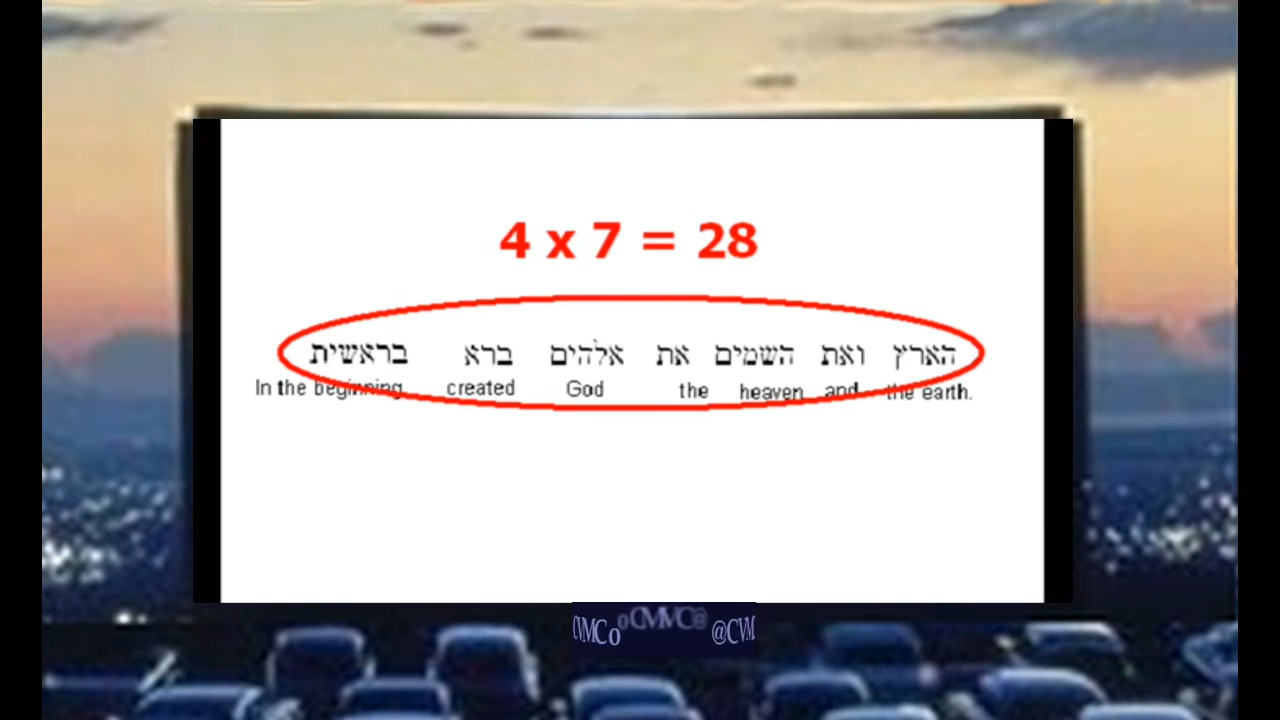 4 x 7 = 28
בראשית ברא אלהים את השמים ואת הארץ
In the beginning created God the heaven and the earth.